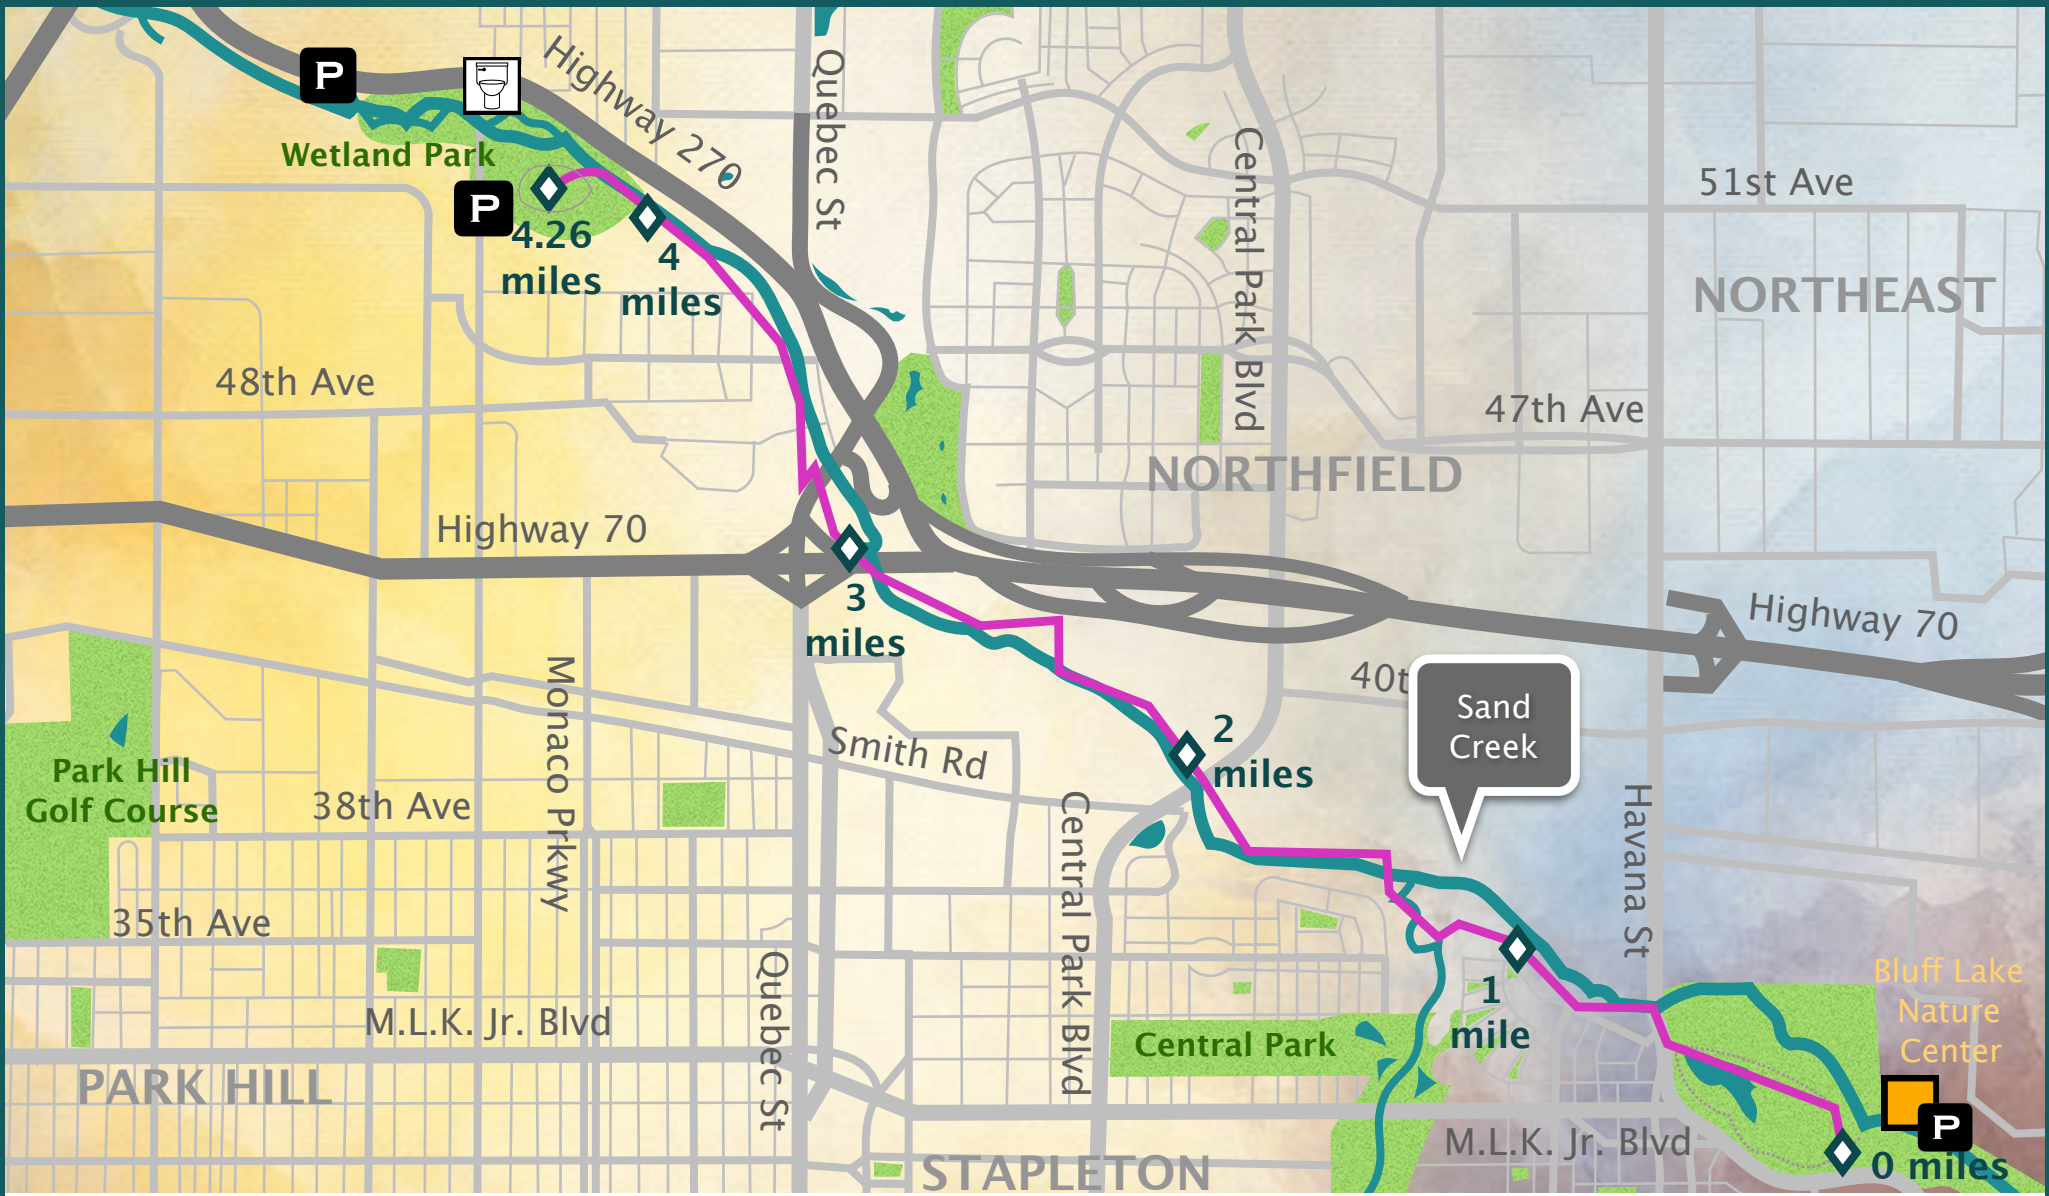 P
Highway 270
Quebec St
Wetland Park
P
4.26
miles
4
miles
Central Park Blvd
51st Ave
NORTHEAST
48th Ave
47th Ave
NORTHFIELD
Highway 70
3
miles
Highway 70
Monaco Prkwy
Smith Rd
2
miles
Sand
Creek
Park Hill
Golf Course
38th Ave
Central Park Blvd
Havana St
35th Ave
Quebec St
1
mile
Bluff Lake
Nature
Center
M.L.K. Jr. Blvd
Central Park
PARK HILL
P
M.L.K. Jr. Blvd
0 miles
STAPLETON